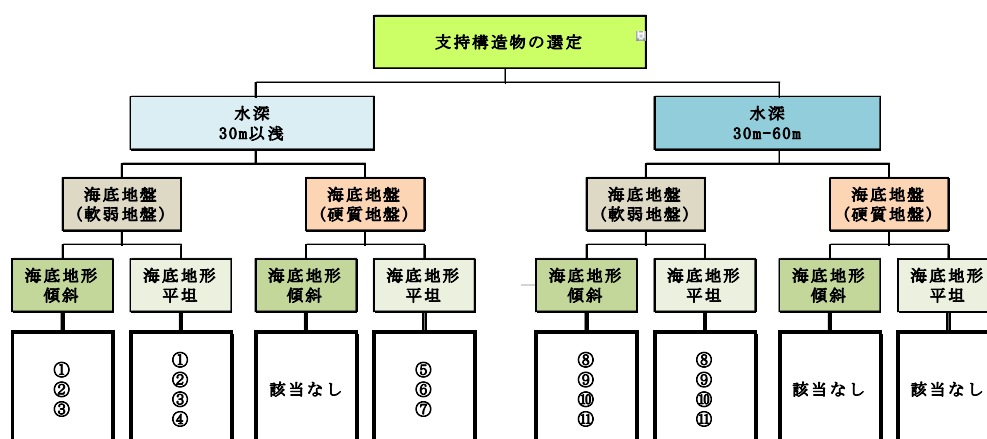 支持構造物の選定
水深
30m以浅
水深
30m-60m
海底地盤
(軟弱地盤)
海底地盤
(硬質地盤)
海底地盤
(軟弱地盤)
海底地盤
(硬質地盤)
海底地形
傾斜
海底地形
平坦
海底地形
傾斜
海底地形
平坦
海底地形
傾斜
海底地形
平坦
海底地形
傾斜
海底地形
平坦
①
②
③
①
②
③
④
該当なし
⑤
⑥
⑦
⑧
⑨
⑩
⑪
⑧
⑨
⑩
⑪
該当なし
該当なし